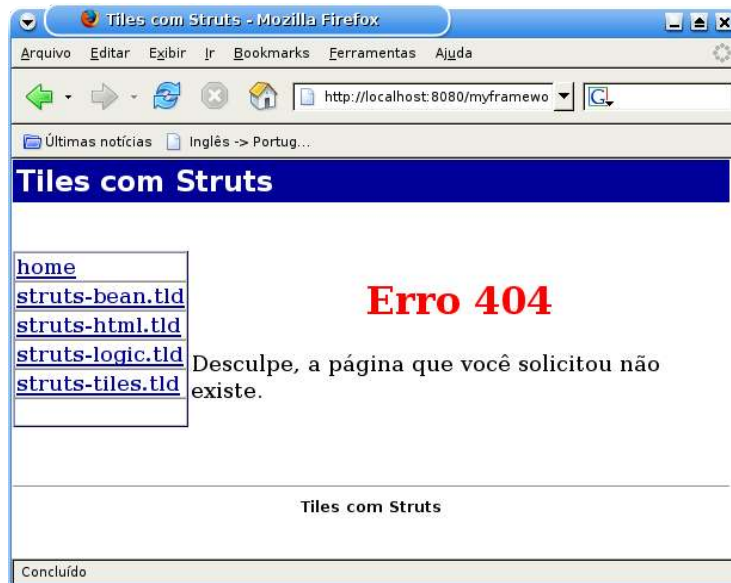 Tiles com Struts - Mozilla Firefox
Arquivo Editar Exibir Ir Bookmarks Ferramentas Ajuda
http://localhost:8080/myframewo
G
Últimas notícias Inglês -> Portug...
Tiles com Struts
home
struts-bean.tld
struts-html.tld
struts-logic.tld
struts-tiles.tld
Erro 404
Desculpe, a página que você solicitou não
existe.
Tiles com Struts
Concluído